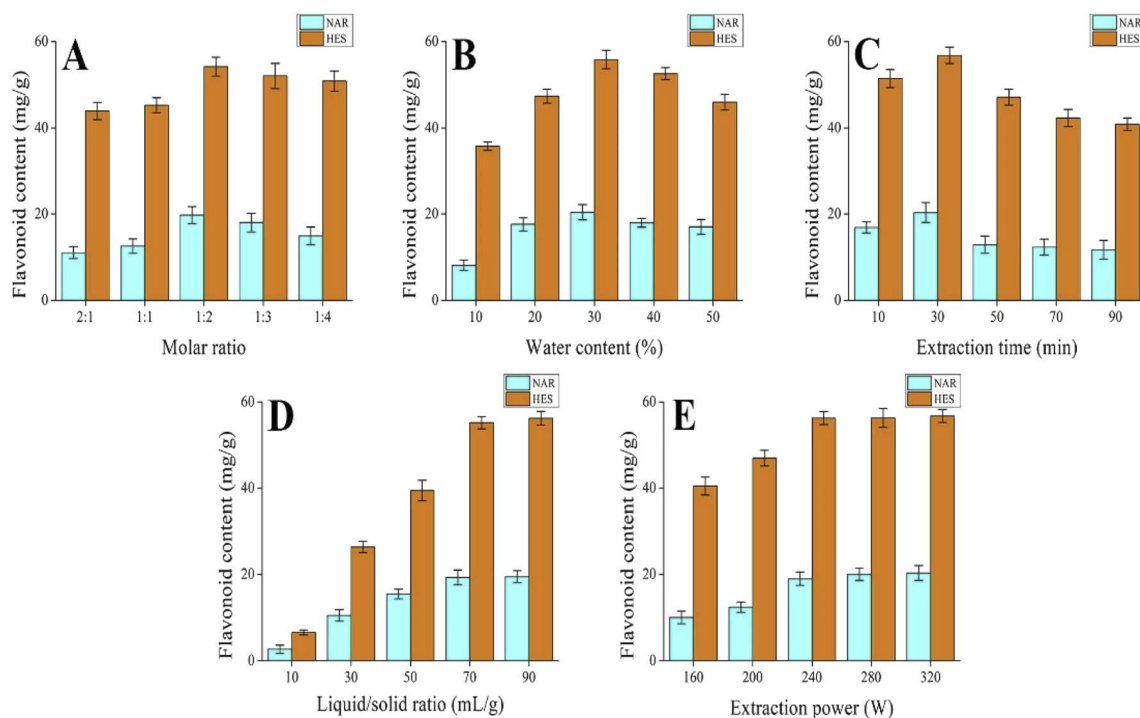 A
NAR
HES
Flavonoid content (mg/g)
60
40
20
0
2:1 1:1 1:2 1:3 1:4
Molar ratio
B
NAR
HES
Flavonoid content (mg/g)
60
40
20
0
10 20 30 40 50
Water content (%)
C
NAR
HES
Flavonoid content (mg/g)
60
40
20
0
10 30 50 70 90
Extraction time (min)
D
NAR
HES
Flavonoid content (mg/g)
60
40
20
0
10 30 50 70 90
Liquid/solid ratio (mL/g)
E
NAR
HES
Flavonoid content (mg/g)
60
40
20
0
160 200 240 280 320
Extraction power (W)